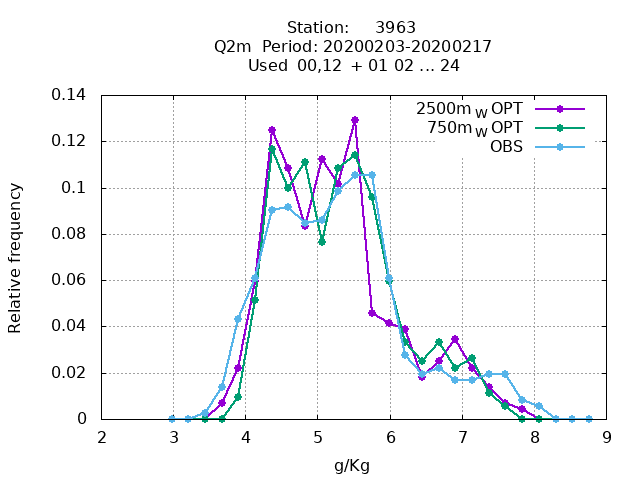 Station:     3963
Q2m  Period: 20200203-20200217
Used  00,12  + 01 02 ... 24
2500m_W OPT
750m_W OPT
OBS
0.14
0.12
0.1
0.08
0.06
0.04
0.02
0
Relative frequency
2 3 4 5 6 7 8 9
g/Kg